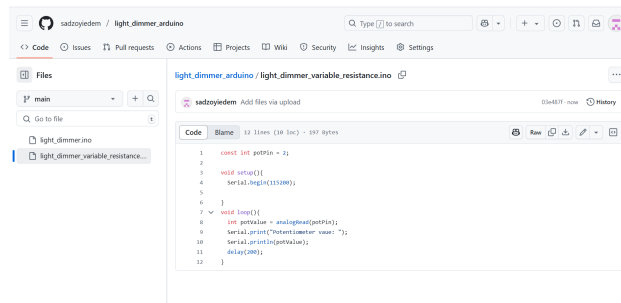 sadzoyiedem / light_dimmer_arduino
Type / to search
Code Issues Pull requests Actions Projects Wiki Security Insights Settings
Files
main
Go to file t
light_dimmer.ino
light_dimmer_variable_resistance...
light_dimmer_arduino / light_dimmer_variable_resistance.ino
sadzoyiedem Add files via upload 03e487f · now History
Code Blame 12 lines (10 loc) · 197 Bytes Raw
1 const int potPin = 2;
2
3 void setup(){
4 Serial.begin(115200);
5
6 }
7 void loop(){
8 int potValue = analogRead(potPin);
9 Serial.print("Potentiometer vaue: ");
10 Serial.println(potValue);
11 delay(200);
12 }